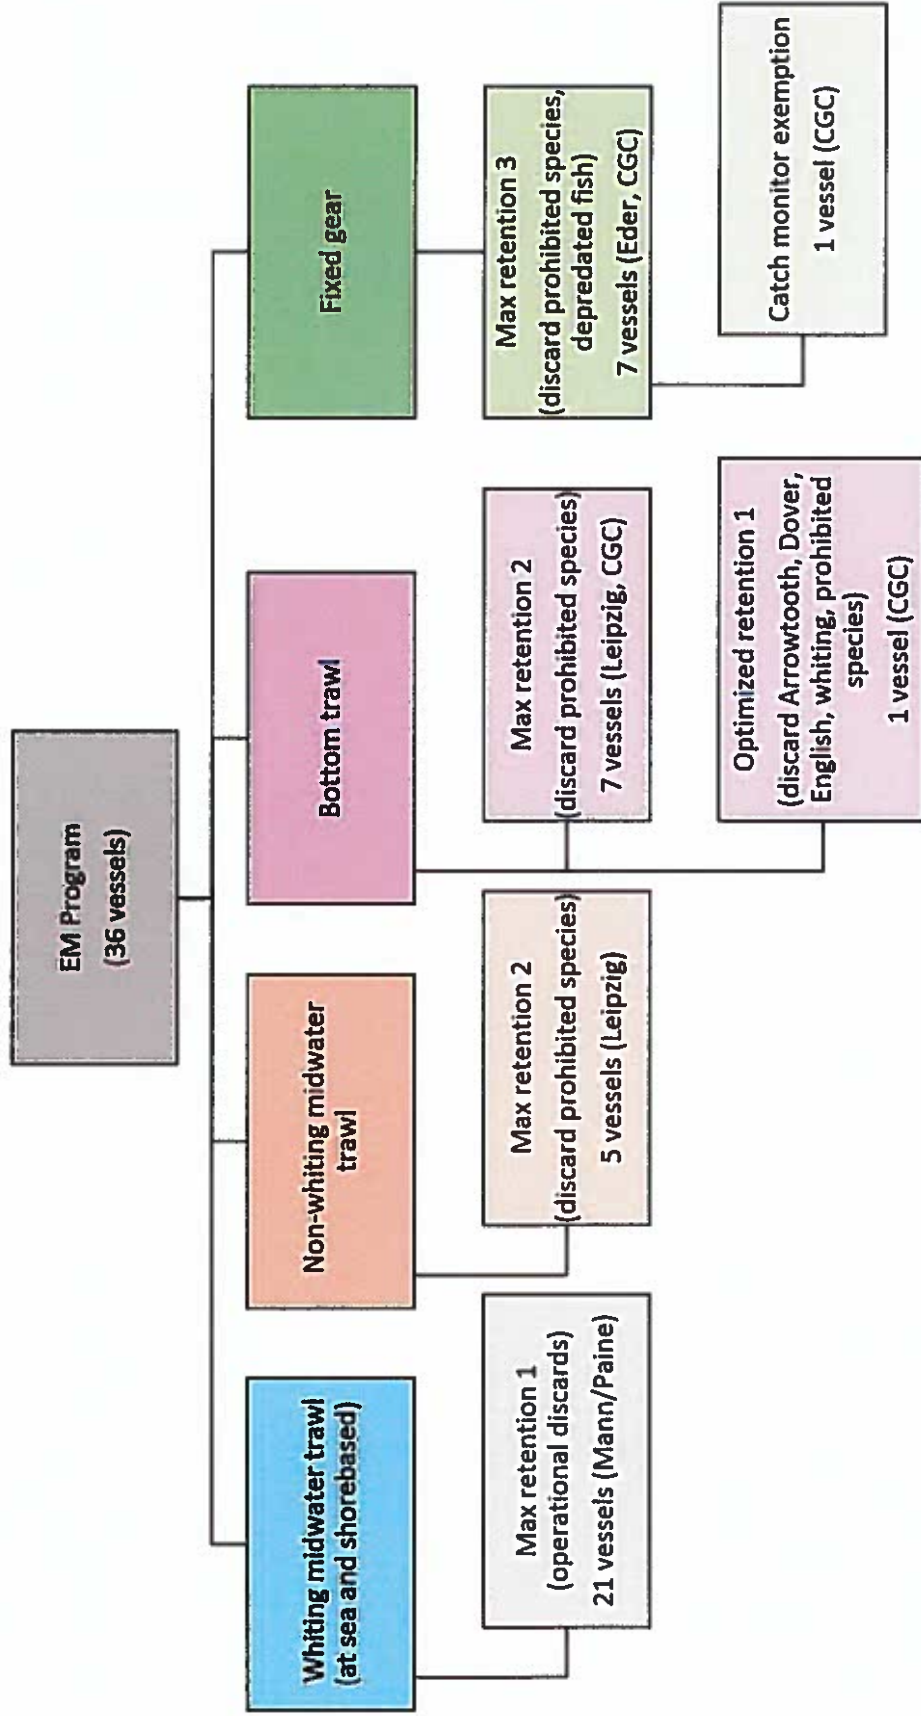 EM Program
(36 vessels)
Whiting midwater trawl
(at sea and shorebased)
Non-whiting midwater
trawl
Bottom trawl
Fixed gear
Max retention 1
(operational discards)
21 vessels (Mann/Paine)
Max retention 2
(discard prohibited species)
5 vessels (Leipzig)
Max retention 2
(discard prohibited species)
7 vessels (Leipzig, CGC)
Optimized retention 1
(discard Arrowtooth, Dover,
English, whiting, prohibited
species)
1 vessel (CGC)
Max retention 3
(discard prohibited species,
depredated fish)
7 vessels (Eder, CGC)
Catch monitor exemption
1 vessel (CGC)